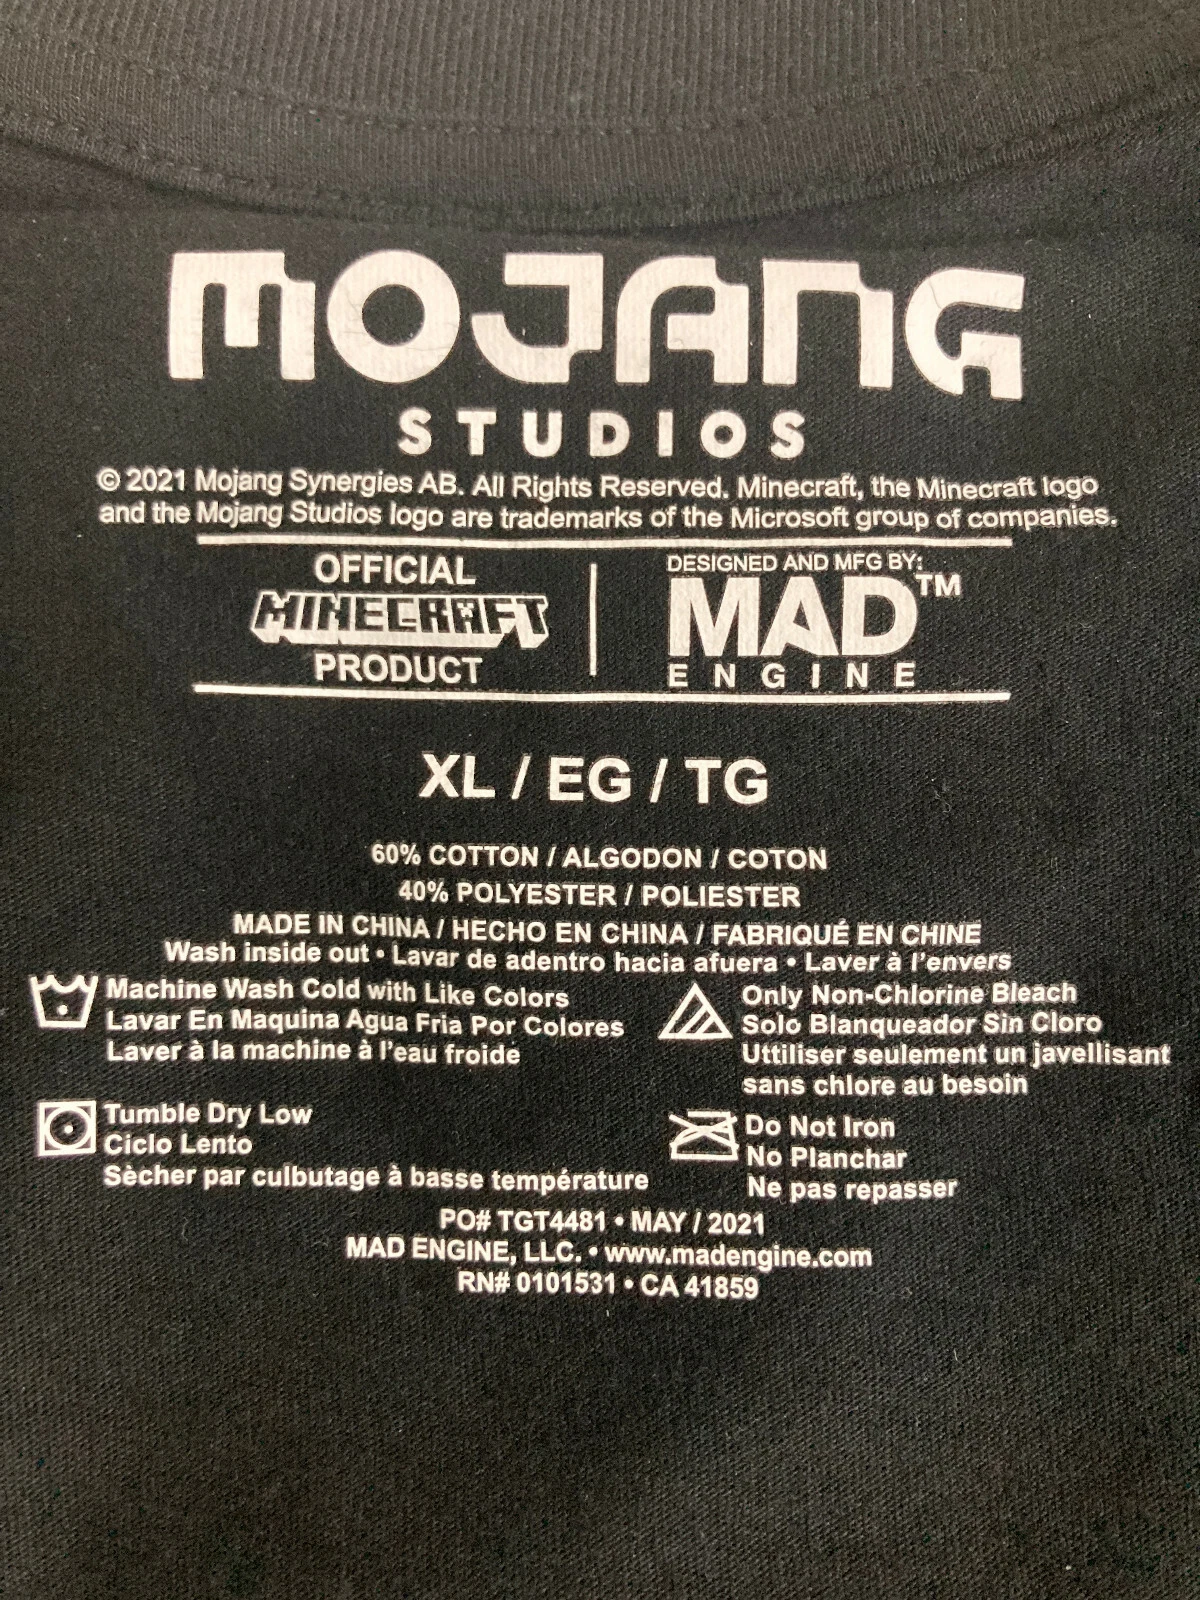 MOJANG
STUDIOS
© 2021 Mojang Synergies AB. All Rights Reserved. Minecraft, the Minecraft logo
and the Mojang Studios logo are trademarks of the Microsoft group of companies.
OFFICIAL
MINECRAFT
PRODUCT
DESIGNED AND MFG BY:
MAD™
ENGINE
XL / EG / TG
60% COTTON / ALGODON / COTON
40% POLYESTER / POLIESTER
MADE IN CHINA / HECHO EN CHINA / FABRIQUÉ EN CHINE
Wash inside out • Lavar de adentro hacia afuera • Laver à l'envers
Machine Wash Cold with Like Colors
Lavar En Maquina Agua Fria Por Colores
Laver à la machine à l'eau froide
Only Non-Chlorine Bleach
Solo Blanqueador Sin Cloro
Uttiliser seulement un javellisant
sans chlore au besoin
Tumble Dry Low
Ciclo Lento
Sècher par culbutage à basse température
Do Not Iron
No Planchar
Ne pas repasser
PO# TGT4481 • MAY / 2021
MAD ENGINE, LLC. • www.madengine.com
RN# 0101531 • CA 41859